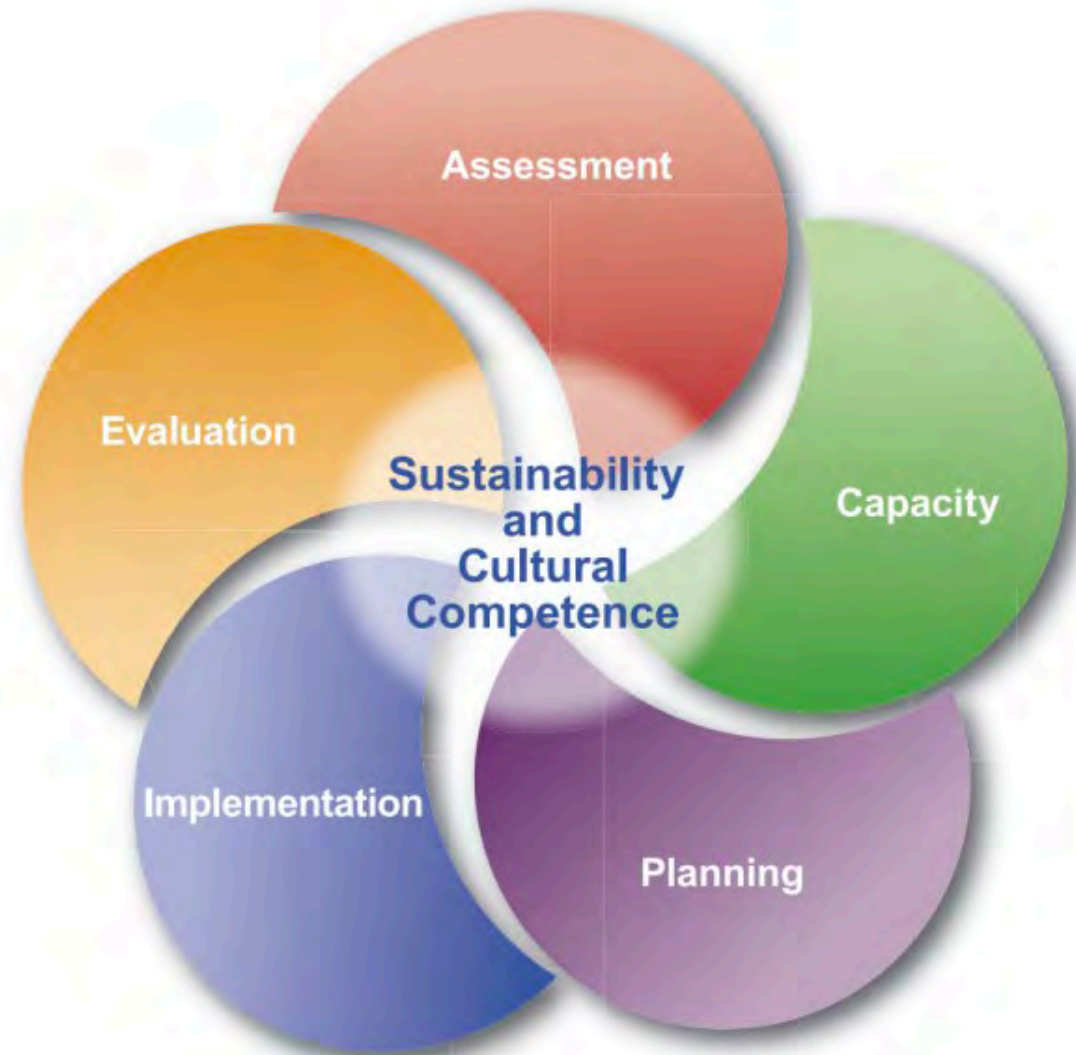 Assessment
Capacity
Planning
Implementation
Evaluation
Sustainability
and
Cultural
Competence